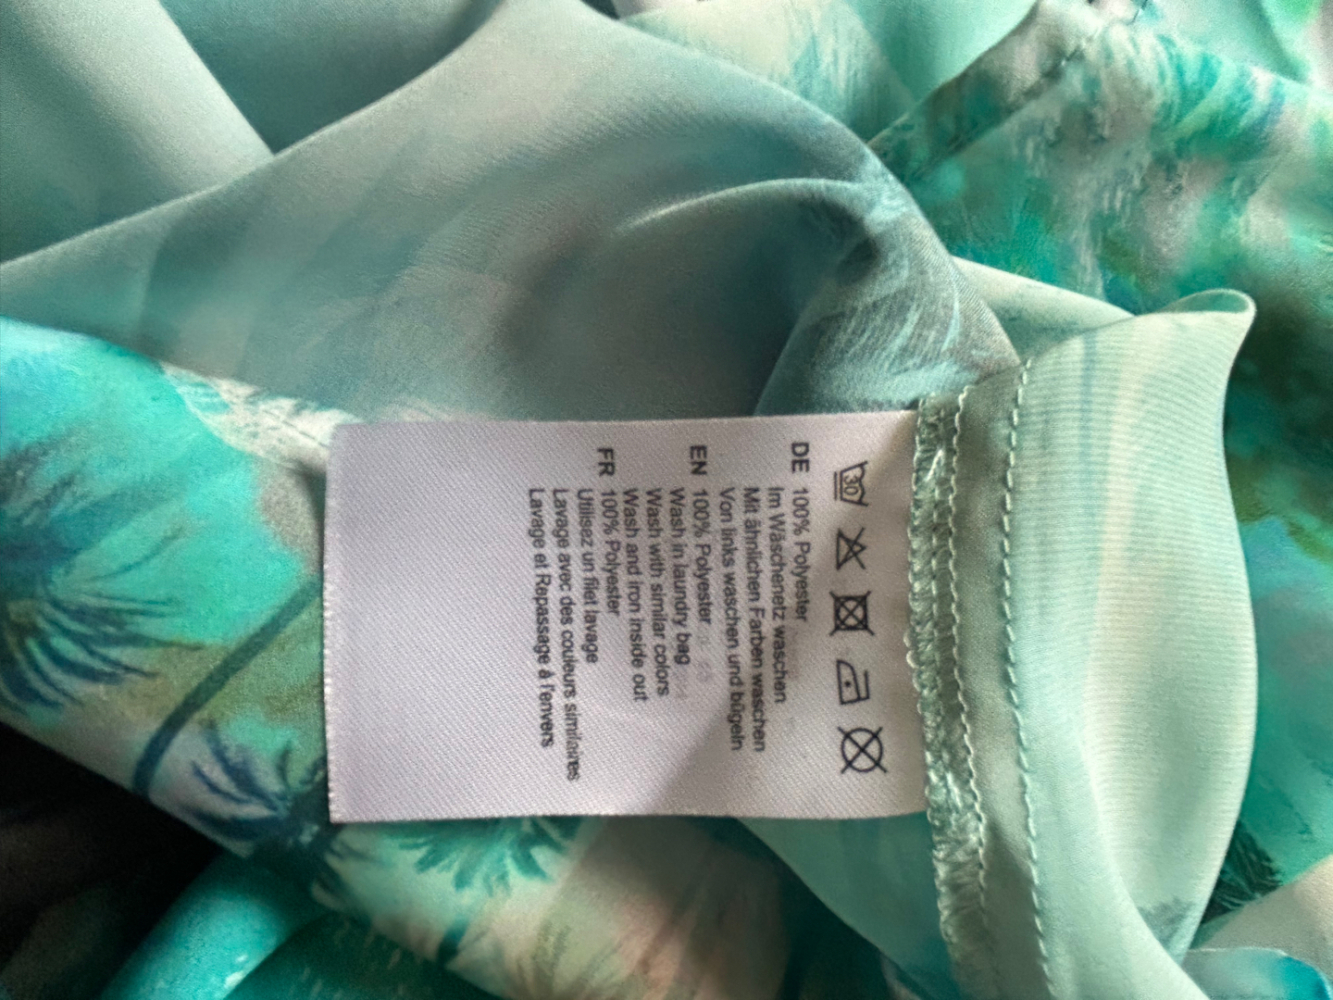 30
DE 100% Polyester
Im Wäschenetz waschen
Mit ähnlichen Farben waschen
Von links waschen und bügeln
EN 100% Polyester
Wash in laundry bag
Wash with similar colors
Wash and iron inside out
FR 100% Polyester
Utilisez un filet lavage
Lavage avec des couleurs similaires
Lavage et Repassage à l'envers